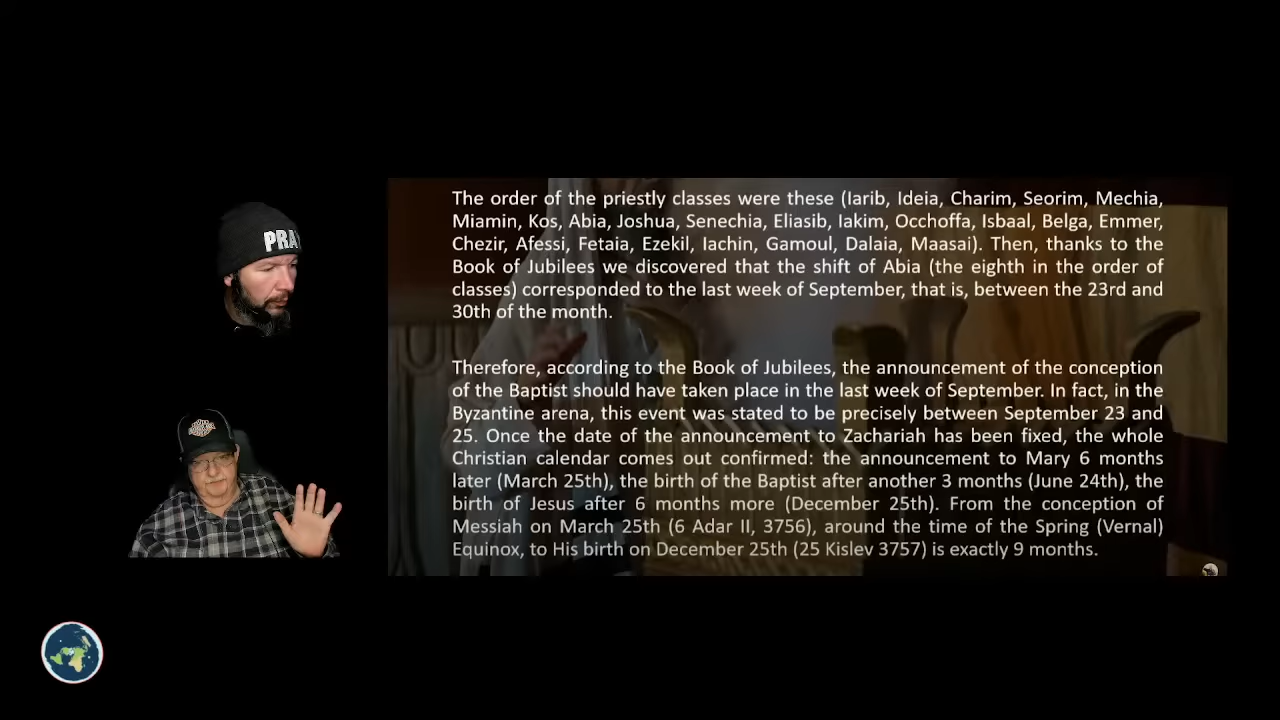 The order of the priestly classes were these (Iarib, Ideia, Charim, Seorim, Mechia,
Miamin, Kos, Abia, Joshua, Senechia, Eliasib, Iakim, Occhoffa, Isbaal, Belga, Emmer,
Chezir, Afessi, Fetaia, Ezekil, Iachin, Gamoul, Dalaia, Maasai). Then, thanks to the
Book of Jubilees we discovered that the shift of Abia (the eighth in the order of
classes) corresponded to the last week of September, that is, between the 23rd and
30th of the month.
Therefore, according to the Book of Jubilees, the announcement of the conception
of the Baptist should have taken place in the last week of September. In fact, in the
Byzantine arena, this event was stated to be precisely between September 23 and
25. Once the date of the announcement to Zachariah has been fixed, the whole
Christian calendar comes out confirmed: the announcement to Mary 6 months
later (March 25th), the birth of the Baptist after another 3 months (June 24th), the
birth of Jesus after 6 months more (December 25th). From the conception of
Messiah on March 25th (6 Adar II, 3756), around the time of the Spring (Vernal)
Equinox, to His birth on December 25th (25 Kislev 3757) is exactly 9 months.
PRAY